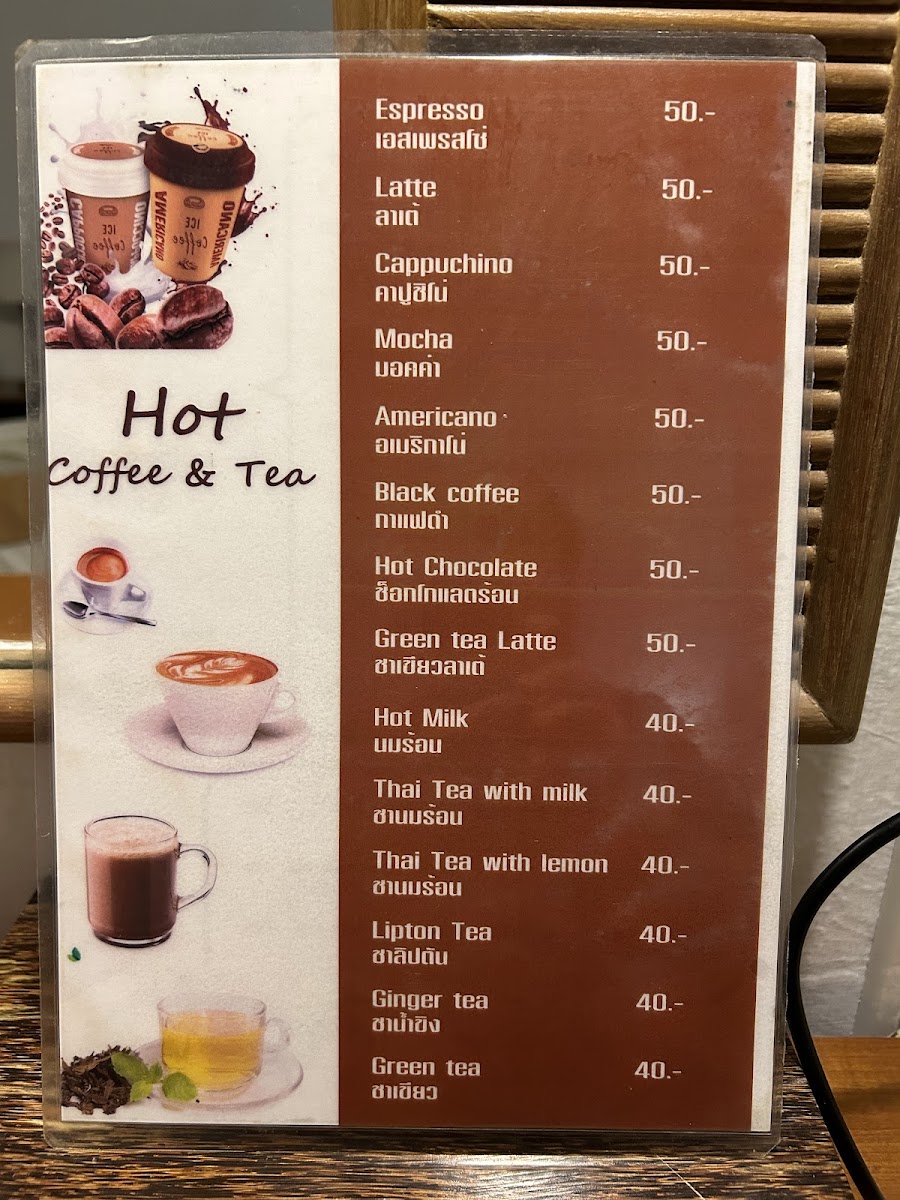 ICE
Coffee
ICE
Coffee
AMERICANO
Hot
Coffee & Tea
Espresso 50.-
เอสเพรสโซ่
Latte 50.-
ลาเต้
Cappuchino 50.-
คาปูชิโน่
Mocha 50.-
มอคค่า
Americano 50.-
อเมริกาโน่
Black coffee 50.-
กาแฟดำ
Hot Chocolate 50.-
ช็อกโกแลตร้อน
Green tea Latte 50.-
ชาเขียวลาเต้
Hot Milk 40.-
นมร้อน
Thai Tea with milk 40.-
ชานมร้อน
Thai Tea with lemon 40.-
ชานมร้อน
Lipton Tea 40.-
ชาลิปตัน
Ginger tea 40.-
ชาน้ำขิง
Green tea 40.-
ชาเขียว